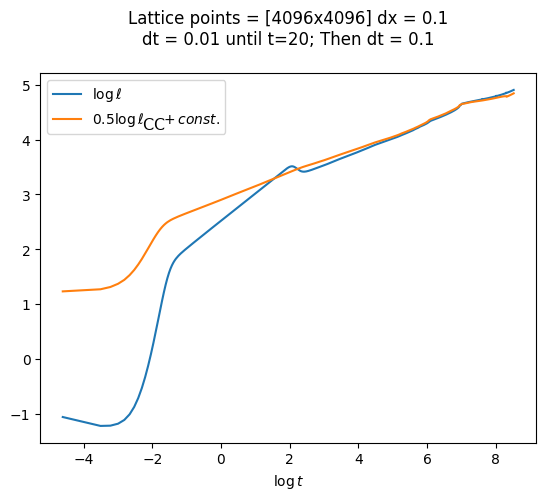 Lattice points = [4096x4096] dx = 0.1
dt = 0.01 until t=20; Then dt = 0.1
log ℓ
0.5log ℓCC + const.
5
4
3
2
1
0
−1
−4
−2
0
2
4
6
8
log t